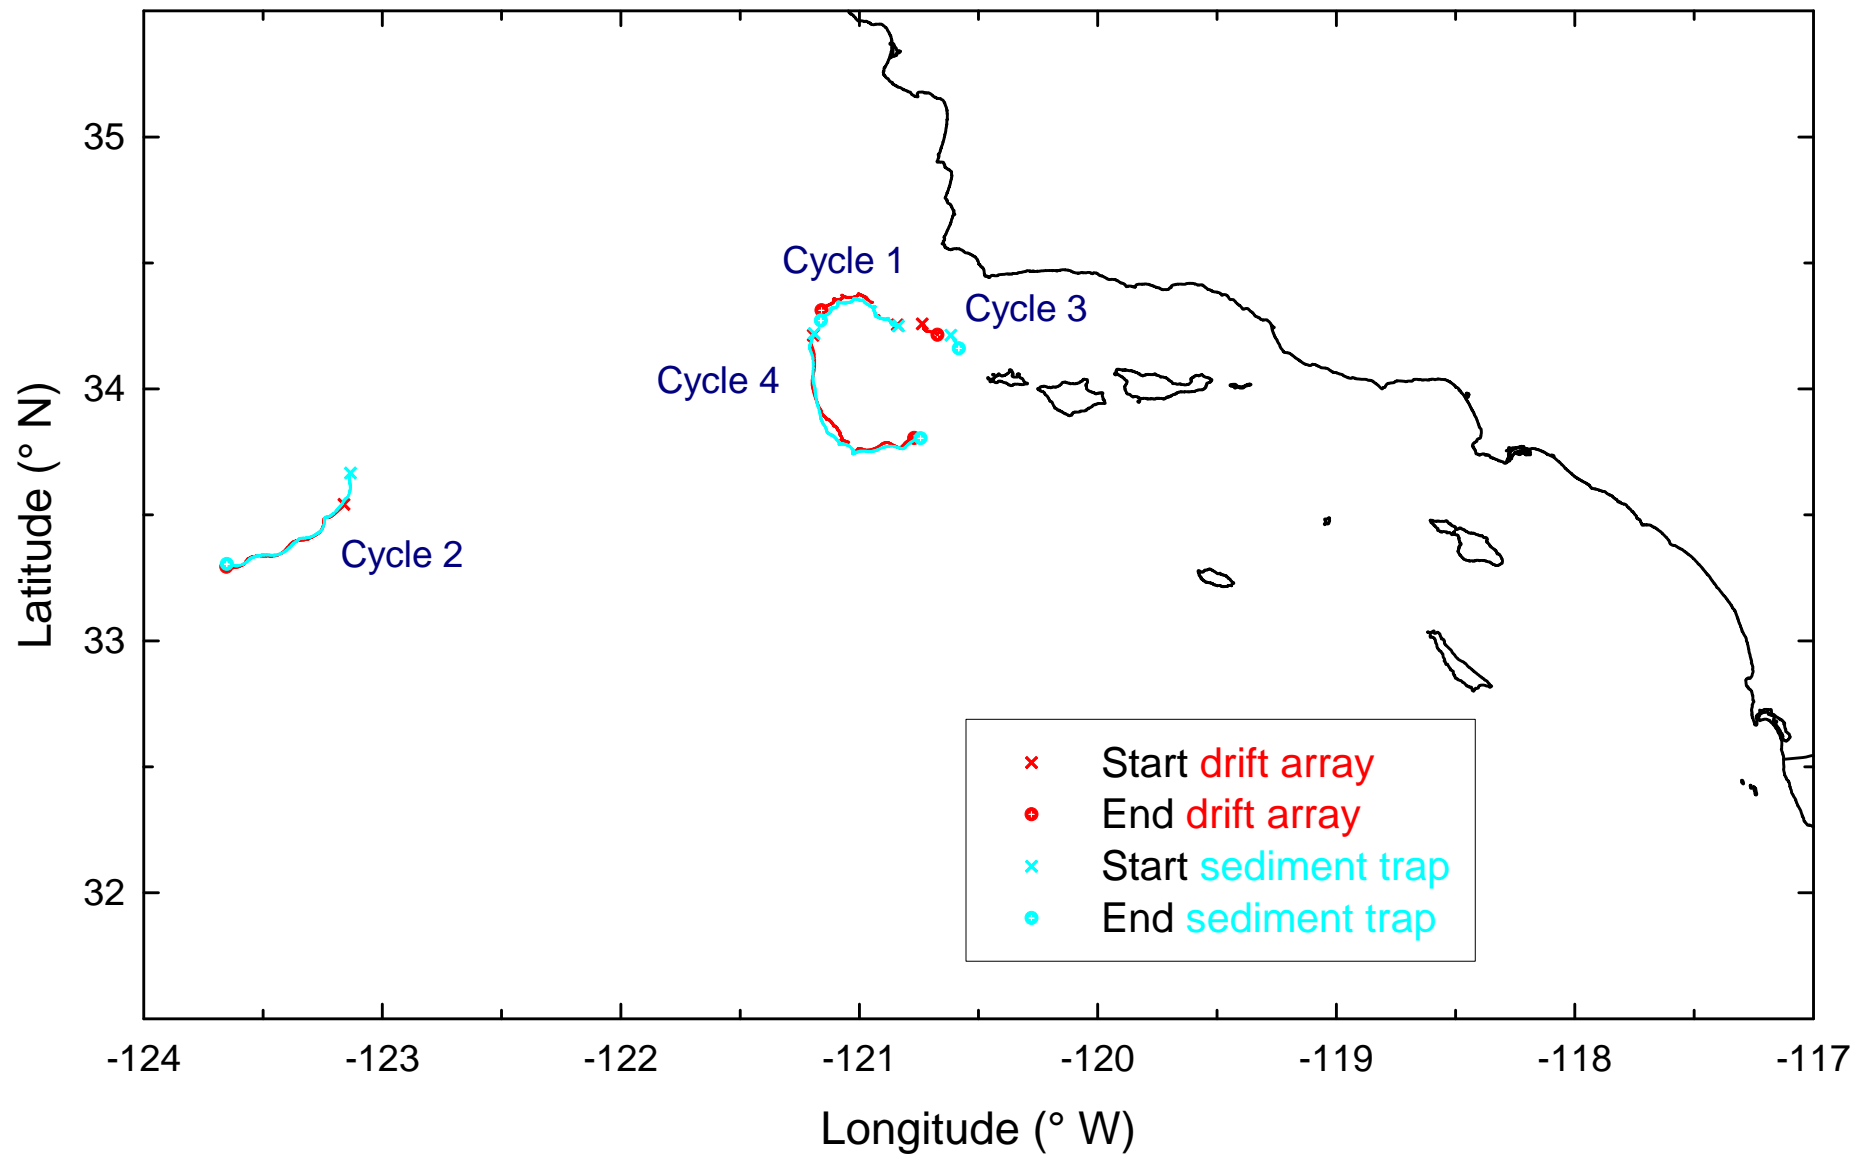 35
34
33
32
Latitude (° N)
Cycle 1
Cycle 3
Cycle 4
Cycle 2
Start drift array
End drift array
Start sediment trap
End sediment trap
-124 -123 -122 -121 -120 -119 -118 -117
Longitude (° W)